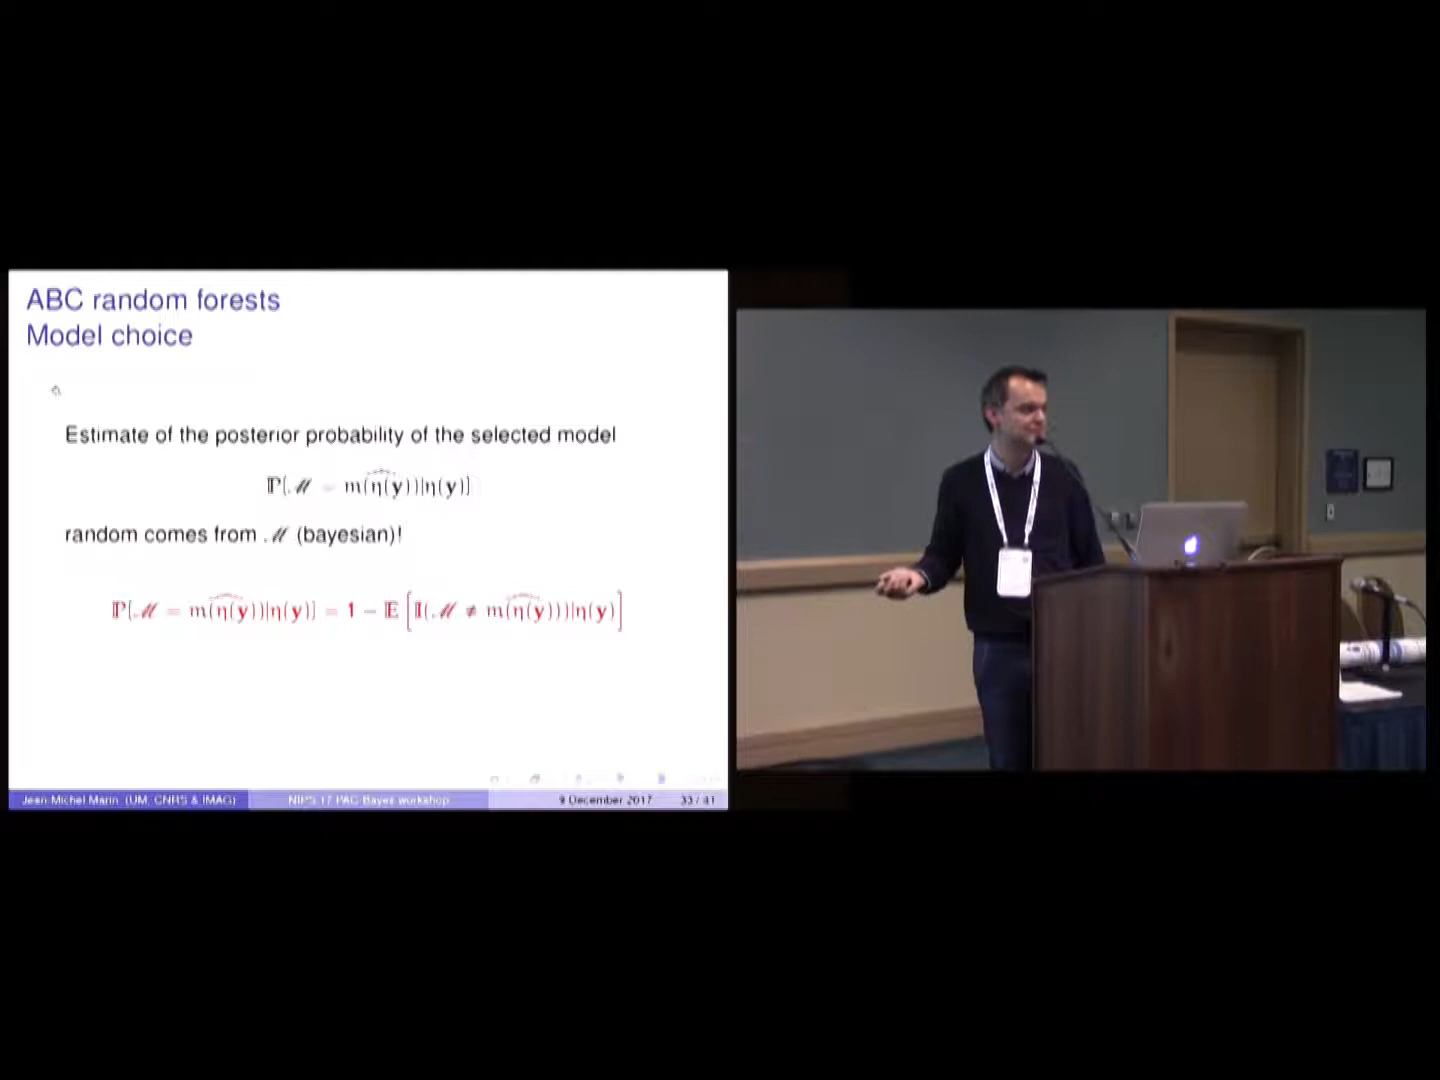 ABC random forests
Model choice
Estimate of the posterior probability of the selected model
ℙ[ℳ = m(η̂(y))|η(y)]
random comes from ℳ (bayesian)!
ℙ[ℳ = m(η̂(y))|η(y)] = 1 − 𝔼 [𝕀(ℳ ≠ m(η̂(y)))|η(y)]
Jean-Michel Marin (UM, CNRS & IMAG) NIPS 17 PAC-Bayes workshop 9 December 2017 33 / 41